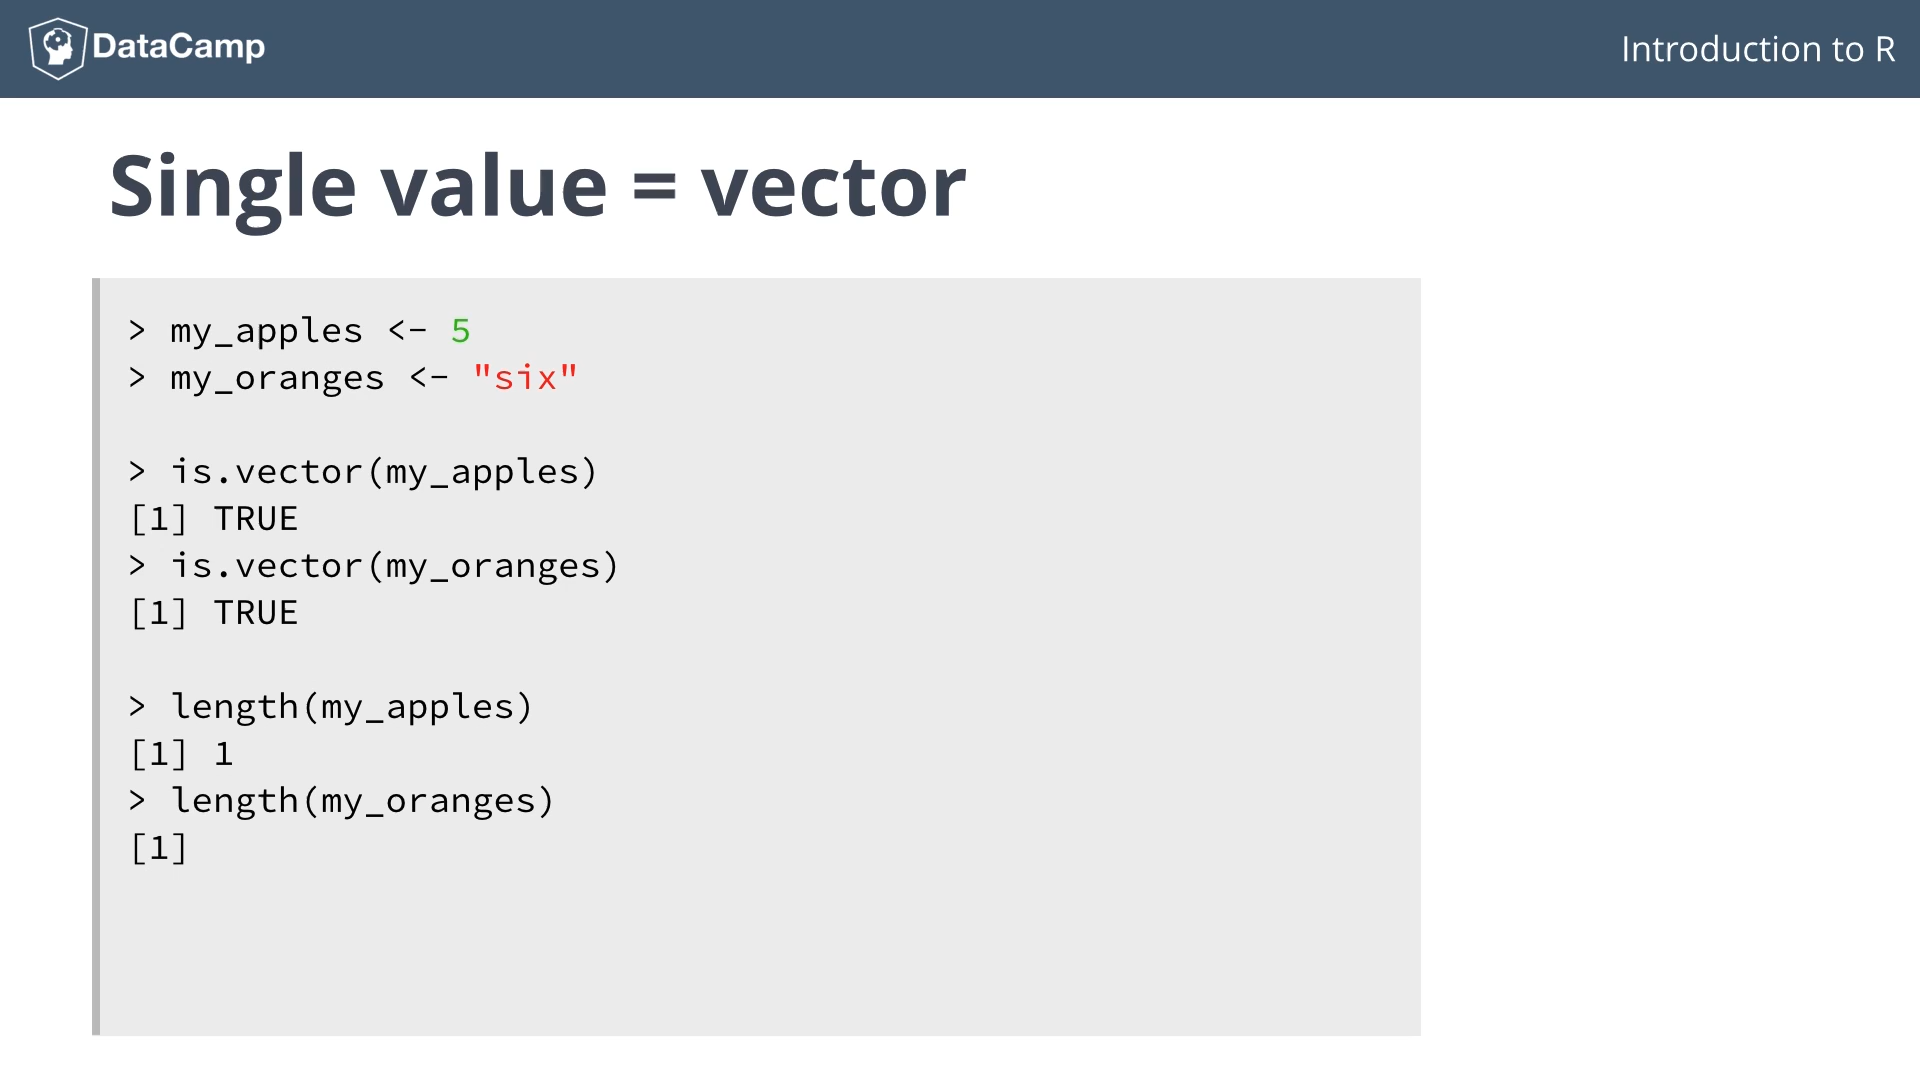 DataCamp
Introduction to R
Single value = vector
> my_apples <- 5
> my_oranges <- "six"
> is.vector(my_apples)
[1] TRUE
> is.vector(my_oranges)
[1] TRUE
> length(my_apples)
[1] 1
> length(my_oranges)
[1]